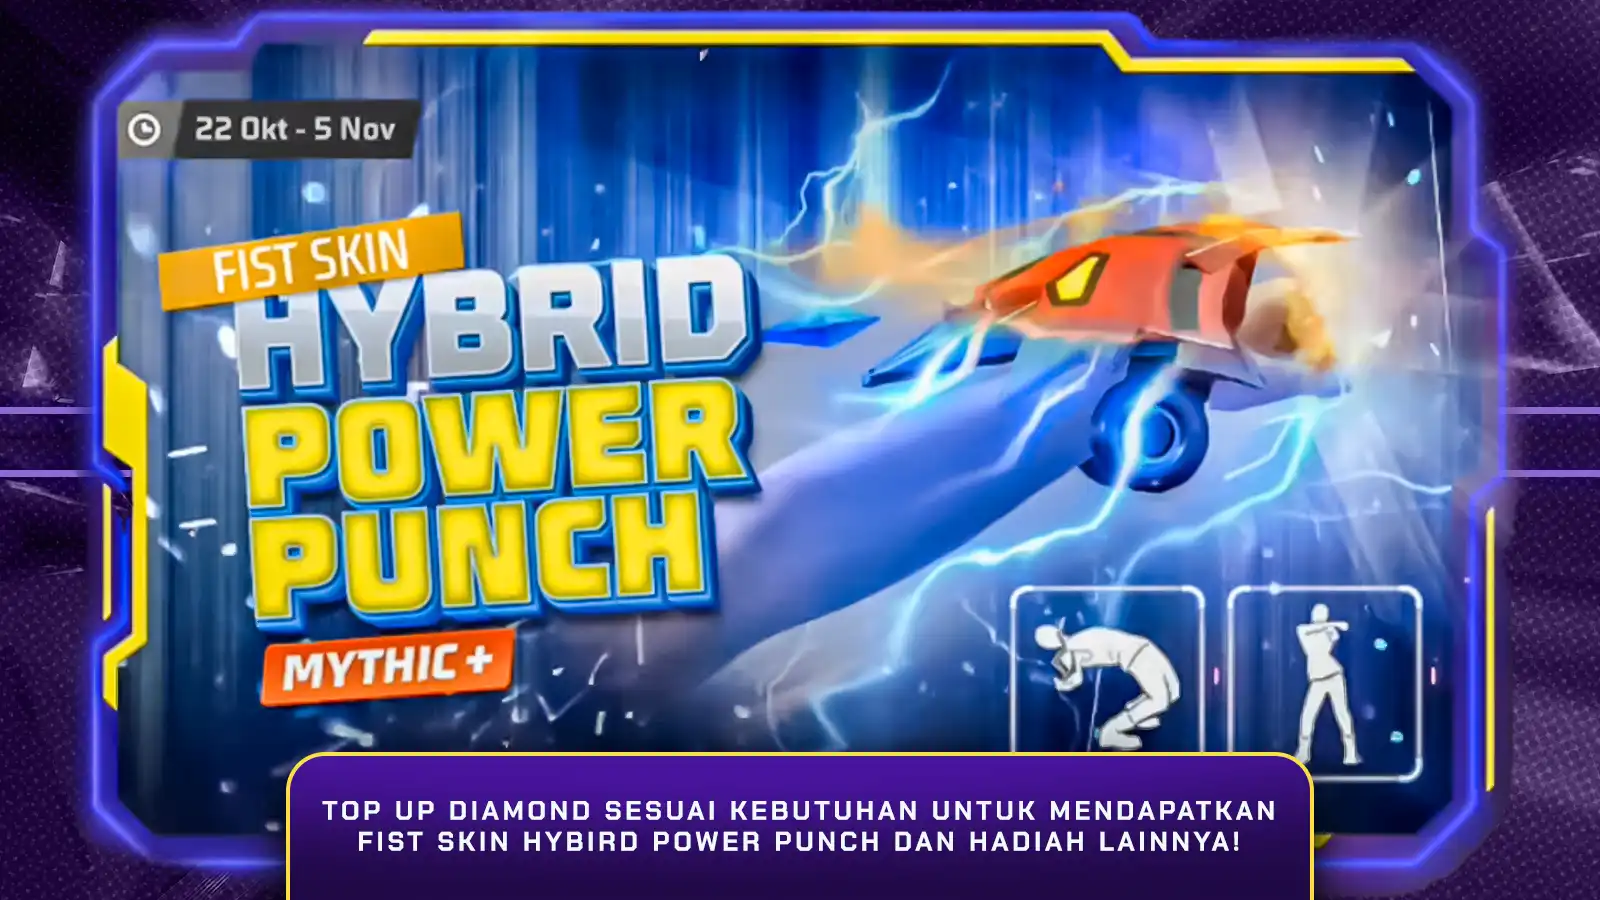 22 Okt - 5 Nov
FIST SKIN
HYBRID
POWER
PUNCH
MYTHIC+
TOP UP DIAMOND SESUAI KEBUTUHAN UNTUK MENDAPATKAN
FIST SKIN HYBIRD POWER PUNCH DAN HADIAH LAINNYA!